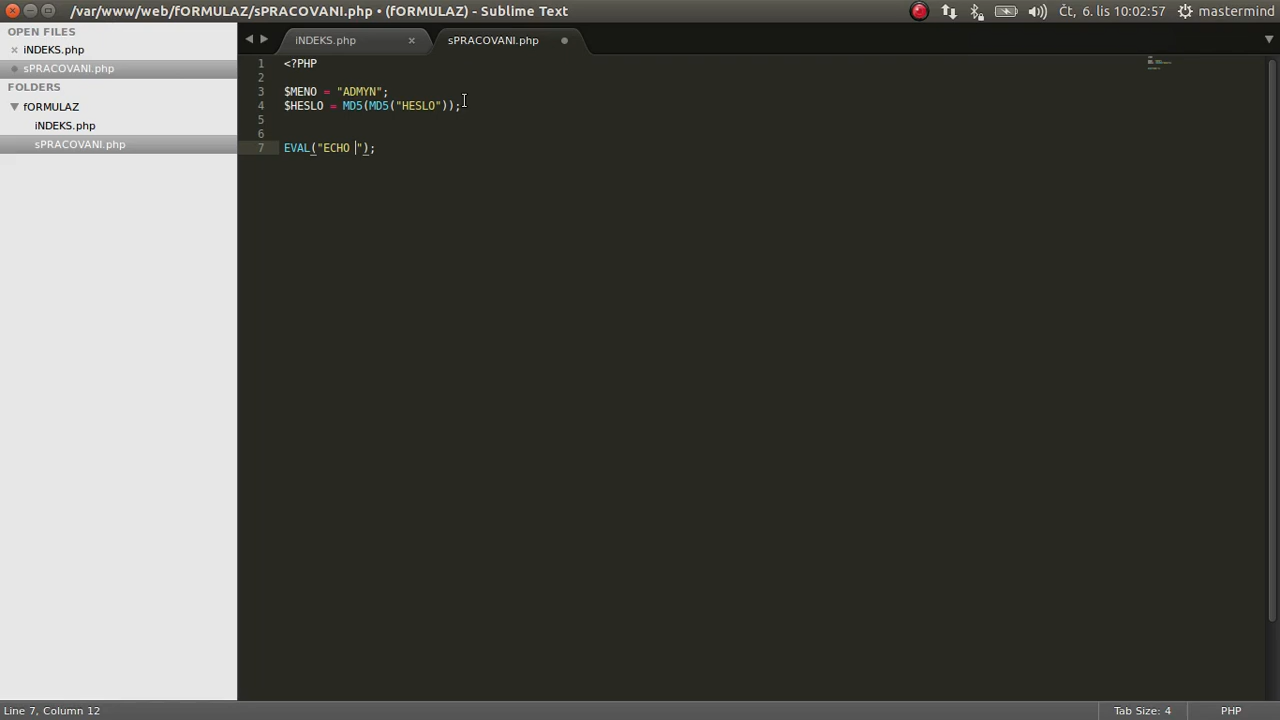 /var/www/web/fORMULAZ/sPRACOVANI.php • (fORMULAZ) - Sublime Text
Čt, 6. lis 10:02:57
mastermind
OPEN FILES
iNDEKS.php
sPRACOVANI.php
FOLDERS
fORMULAZ
iNDEKS.php
sPRACOVANI.php
iNDEKS.php
sPRACOVANI.php
1 <?PHP
2
3 $MENO = "ADMYN";
4 $HESLO = MD5(MD5("HESLO"));
5
6
7 EVAL("ECHO ");
Line 7, Column 12
Tab Size: 4
PHP